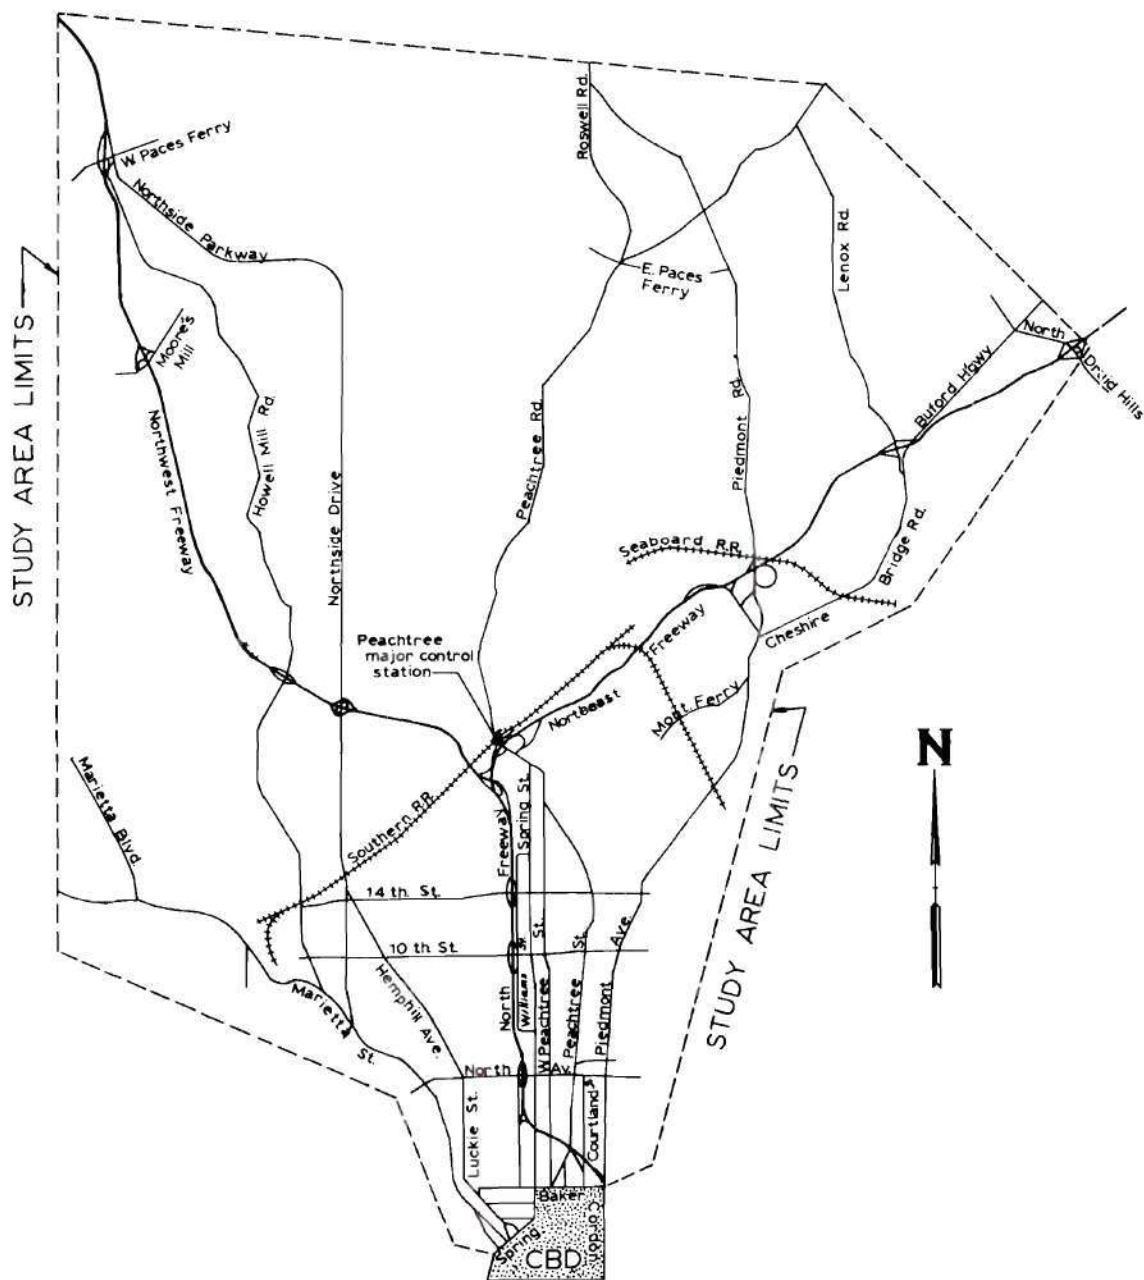 Roswell Rd.
W. Paces Ferry
Northside
Parkway
STUDY AREA LIMITS
Lenox Rd.
E. Paces
Ferry
North
Druid Hills
Buford Hgwy
Moore's
Mill
Howell Mill Rd.
Peachtree Rd.
Piedmont Rd.
Northwest Freeway
Northside Drive
Seaboard R.R.
Bridge Rd.
Cheshire
Freeway
Northeast
Peachtree
major control
station
Mont. Ferry
N
Marietta Blvd.
Southern R.R.
Freeway
Spring St.
STUDY AREA LIMITS
14 th. St.
10 th St.
St.
St.
Ave.
Hemphill Ave.
North
Williams
St.
W. Peachtree
Peachtree
Piedmont
Marietta
St.
North
Av.
Luckie St.
Courtland
Baker
Spring
CBD